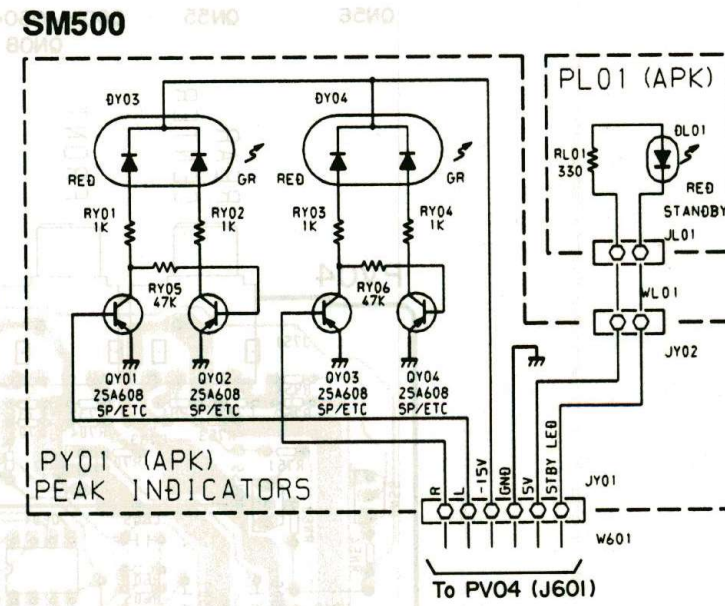 SM500
PL01 (APK)
DY03
DY04
DL01
RL01
330
RED
GR
RED
GR
RED
STANDBY
RY01
1K
RY02
1K
RY03
1K
RY04
1K
JL01
RY05
47K
RY06
47K
WL01
JY02
QY01
2SA608
SP/ETC
QY02
2SA608
SP/ETC
QY03
2SA608
SP/ETC
QY04
2SA608
SP/ETC
PY01 (APK)
PEAK INDICATORS
R
L
-15V
GND
5V
STBY LED
JY01
W601
To PV04 (J601)